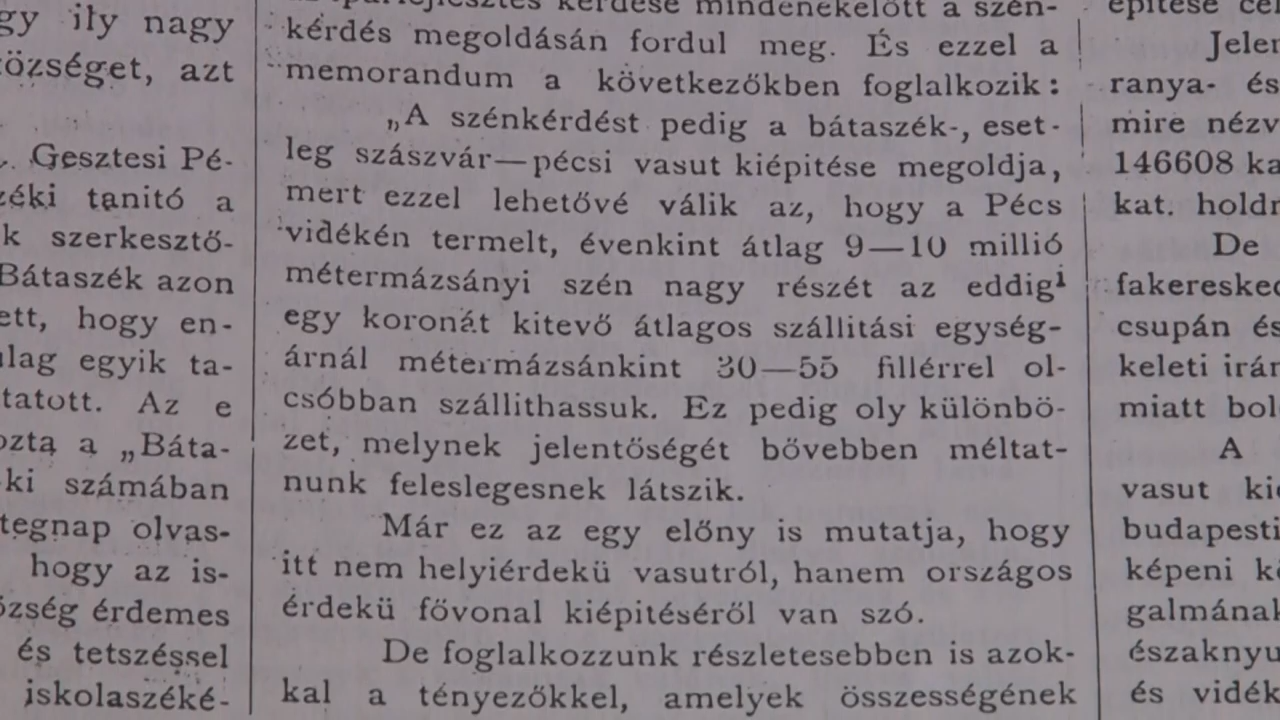 gy ily nagy
özséget, azt
Gesztesi Pé-
zéki tanitó a
k szerkesztő-
Bátaszék azon
ett, hogy en-
lag egyik ta-
tatott. Az e
ozta a „Báta-
ki számában
tegnap olvas-
hogy az is-
özség érdemes
és tetszéssel
iskolaszéké-
kérdése mindenekelőtt a szén-
kérdés megoldásán fordul meg. És ezzel a
memorandum a következőkben foglalkozik:
„A szénkérdést pedig a bátaszék-, eset-
leg szászvár—pécsi vasut kiépitése megoldja,
mert ezzel lehetővé válik az, hogy a Pécs
vidékén termelt, évenkint átlag 9—10 millió
métermázsányi szén nagy részét az eddigi
egy koronát kitevő átlagos szállitási egység-
árnál métermázsánkint 30—55 fillérrel ol-
csóbban szállithassuk. Ez pedig oly különbö-
zet, melynek jelentőségét bővebben méltat-
nunk feleslegesnek látszik.
Már ez az egy előny is mutatja, hogy
itt nem helyiérdekü vasutról, hanem országos
érdekü fővonal kiépitéséről van szó.
De foglalkozzunk részletesebben is azok-
kal a tényezőkkel, amelyek összességének
épitése cél
Jelen
ranya- és
mire nézv
146608 ka
kat. holdr
De
fakeresked
csupán és
keleti irán
miatt bol
A
vasut kié
budapesti
képeni kö
galmának
északnyu
és vidék